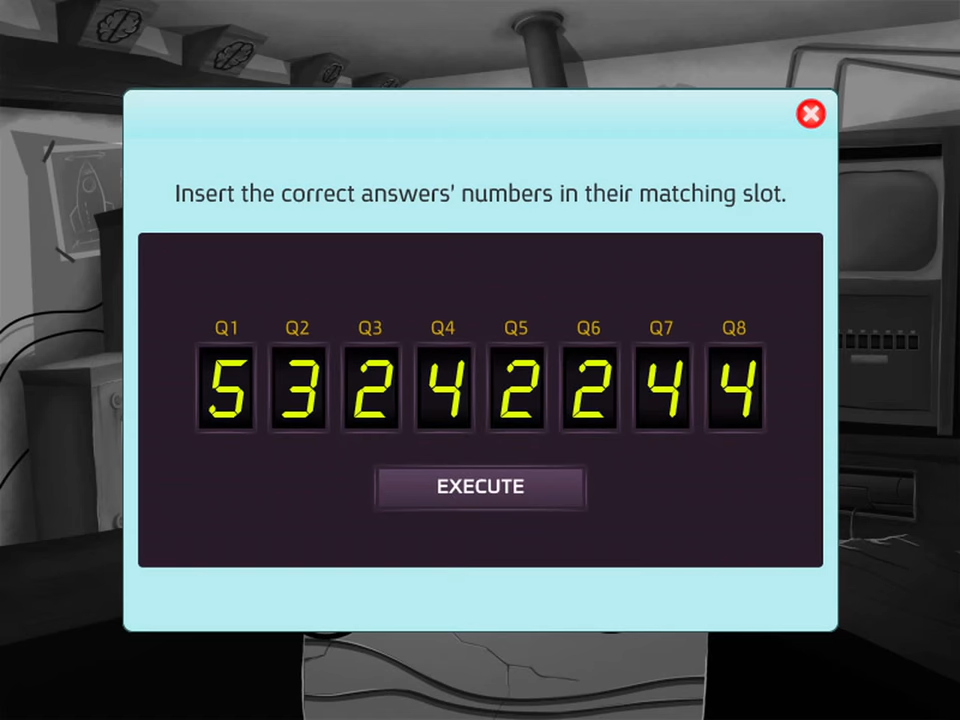 Insert the correct answers' numbers in their matching slot.
Q1 Q2 Q3 Q4 Q5 Q6 Q7 Q8
5 3 2 4 2 2 4 4
EXECUTE